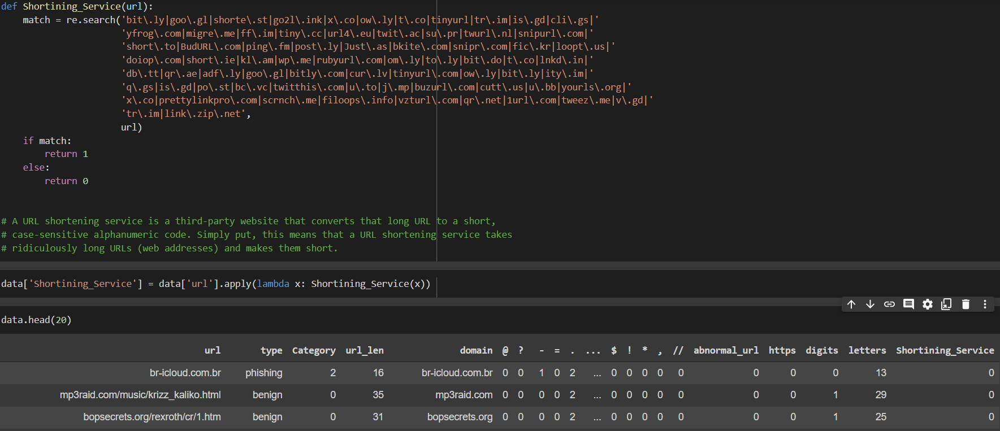 def Shortining_Service(url):
    match = re.search('bit\.ly|goo\.gl|shorte\.st|go2l\.ink|x\.co|ow\.ly|t\.co|tinyurl|tr\.im|is\.gd|cli\.gs|'
                      'yfrog\.com|migre\.me|ff\.im|tiny\.cc|url4\.eu|twit\.ac|su\.pr|twurl\.nl|snipurl\.com|'
                      'short\.to|BudURL\.com|ping\.fm|post\.ly|Just\.as|bkite\.com|snipr\.com|fic\.kr|loopt\.us|'
                      'doiop\.com|short\.ie|kl\.am|wp\.me|rubyurl\.com|om\.ly|to\.ly|bit\.do|t\.co|lnkd\.in|'
                      'db\.tt|qr\.ae|adf\.ly|goo\.gl|bitly\.com|cur\.lv|tinyurl\.com|ow\.ly|bit\.ly|ity\.im|'
                      'q\.gs|is\.gd|po\.st|bc\.vc|twitthis\.com|u\.to|j\.mp|buzurl\.com|cutt\.us|u\.bb|yourls\.org|'
                      'x\.co|prettylinkpro\.com|scrnch\.me|filoops\.info|vzturl\.com|qr\.net|1url\.com|tweez\.me|v\.gd|'
                      'tr\.im|link\.zip\.net',
                      url)
    if match:
        return 1
    else:
        return 0
# A URL shortening service is a third-party website that converts that long URL to a short,
# case-sensitive alphanumeric code. Simply put, this means that a URL shortening service takes
# ridiculously long URLs (web addresses) and makes them short.
data['Shortining_Service'] = data['url'].apply(lambda x: Shortining_Service(x))
data.head(20)
url type Category url_len domain @ ? - = . ... $ ! * , // abnormal_url https digits letters Shortining_Service
br-icloud.com.br phishing 2 16 br-icloud.com.br 0 0 1 0 2 ... 0 0 0 0 0 0 0 0 13 0
mp3raid.com/music/krizz_kaliko.html benign 0 35 mp3raid.com 0 0 0 0 2 ... 0 0 0 0 0 0 0 1 29 0
bopsecrets.org/rexroth/cr/1.htm benign 0 31 bopsecrets.org 0 0 0 0 2 ... 0 0 0 0 0 0 0 1 25 0